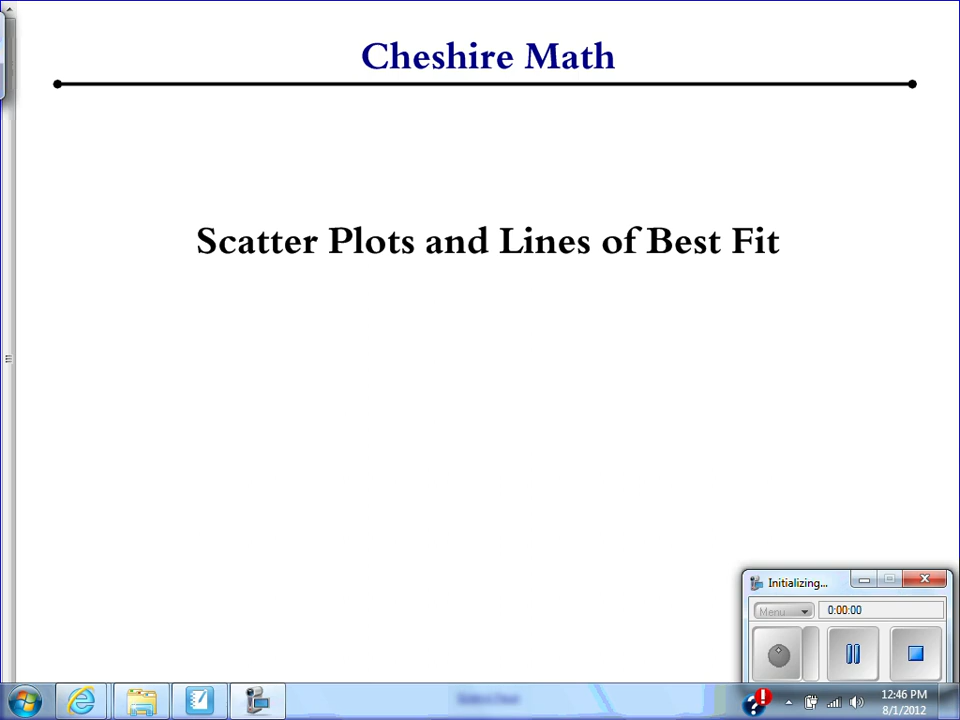 Cheshire Math
Scatter Plots and Lines of Best Fit
Initializing...
Menu
0:00:00
12:46 PM
8/1/2012